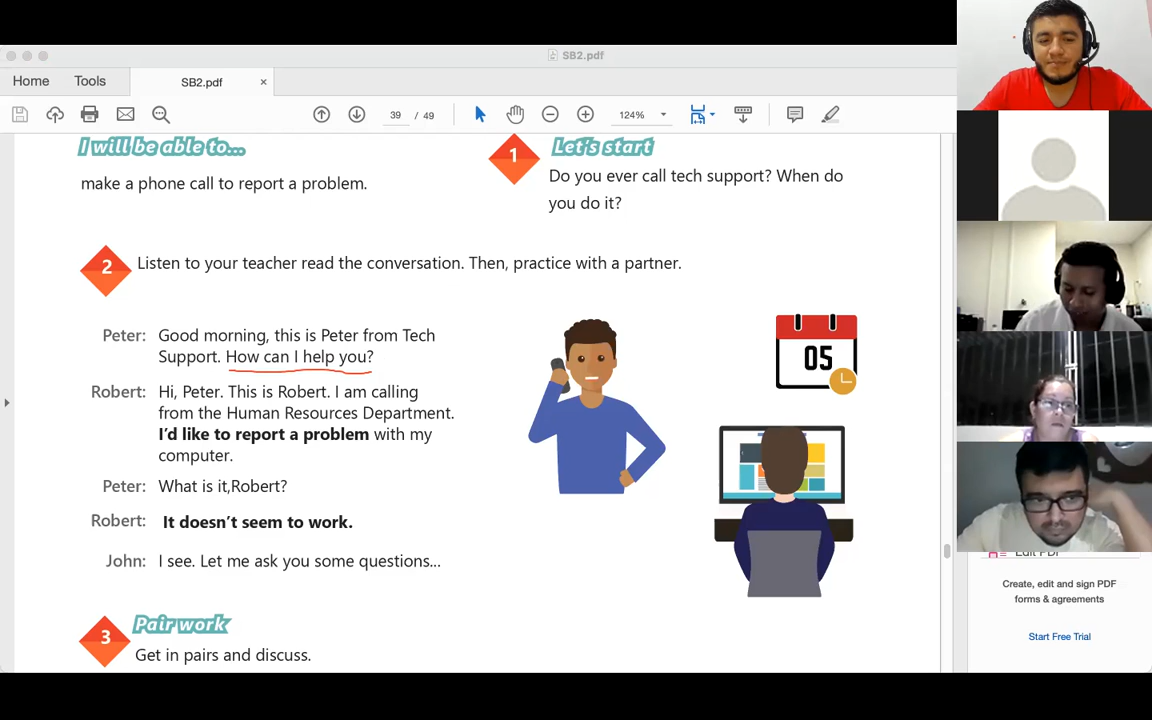 SB2.pdf
Home
Tools
SB2.pdf
×
39 / 49
124%
I will be able to...
make a phone call to report a problem.
1
Let's start
Do you ever call tech support? When do
you do it?
2
Listen to your teacher read the conversation. Then, practice with a partner.
Peter: Good morning, this is Peter from Tech
Support. How can I help you?
Robert: Hi, Peter. This is Robert. I am calling
from the Human Resources Department.
I'd like to report a problem with my
computer.
Peter: What is it,Robert?
Robert: It doesn't seem to work.
John: I see. Let me ask you some questions...
05
3
Pair work
Get in pairs and discuss.
Edit PDF
Create, edit and sign PDF
forms & agreements
Start Free Trial